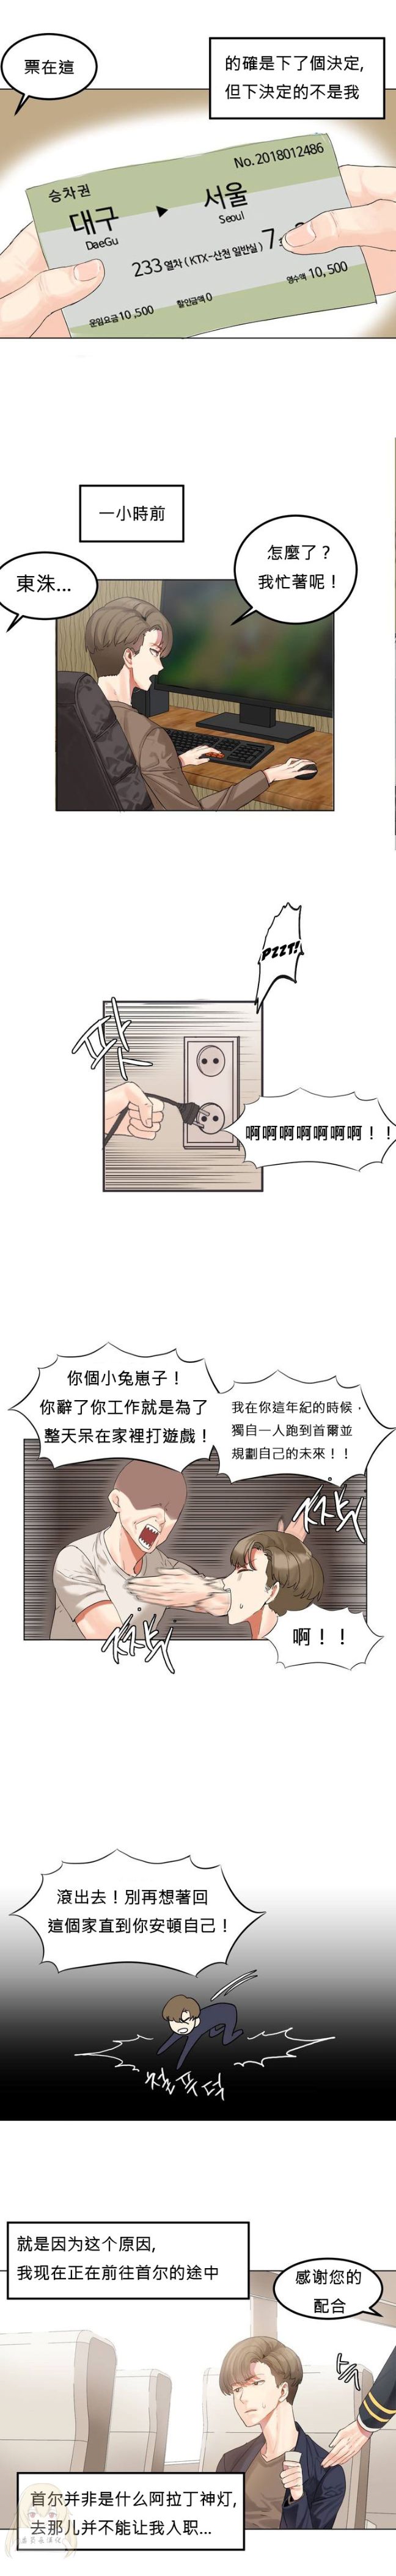 票在這
的確是下了個決定,
但下決定的不是我
승차권
No.2018012486
대구
서울
DaeGu
Seoul
233 열차 ( KTX-산천 일반실 ) 7
운임요금 10,500
할인금액 0
영수액 10,500
一小時前
東洙...
怎麼了？
我忙著呢！
PZZT!
팟
啊啊啊啊啊啊啊！！
你個小兔崽子！
你辭了你工作就是為了
整天呆在家裡打遊戲！
我在你這年紀的時候，
獨自一人跑到首爾並
規劃自己的未來！！
啊！！
滾出去！別再想著回
這個家直到你安頓自己！
철푸덕
就是因为这个原因,
我现在正在前往首尔的途中
感谢您的
配合
首尔并非是什么阿拉丁神灯,
去那儿并不能让我入职...